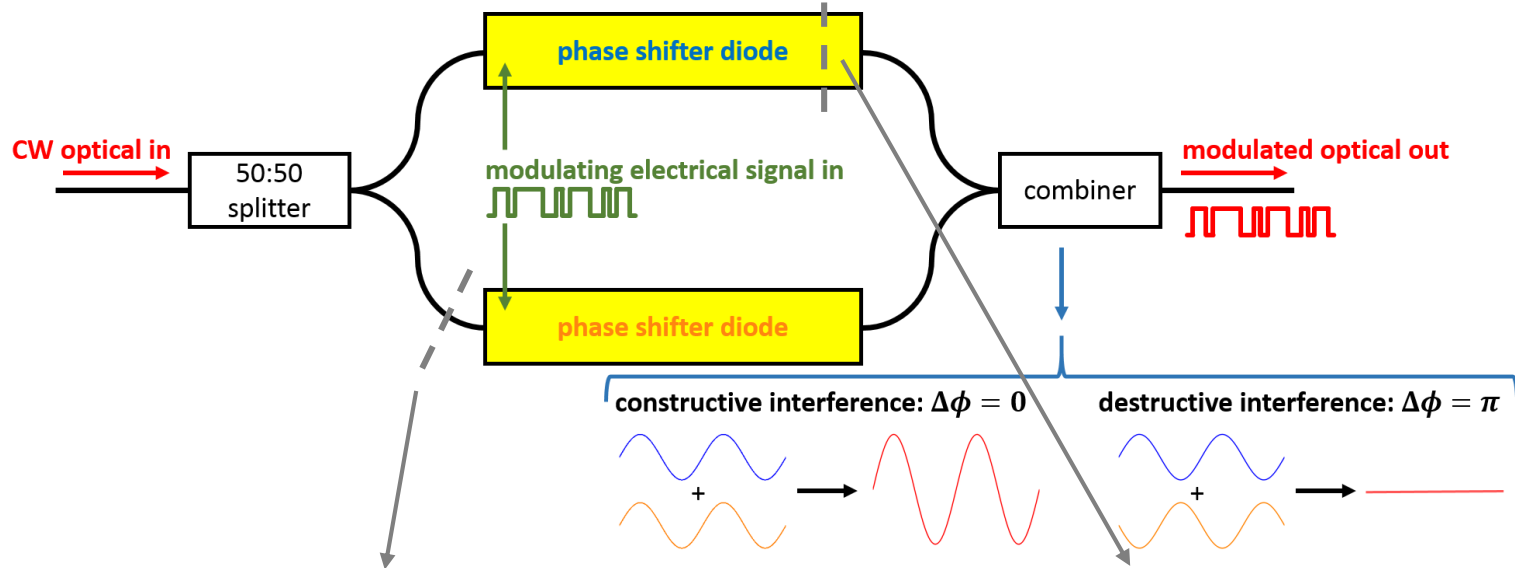 phase shifter diode
CW optical in
50:50
splitter
modulating electrical signal in
combiner
modulated optical out
phase shifter diode
constructive interference: Δϕ = 0
destructive interference: Δϕ = π
+
+